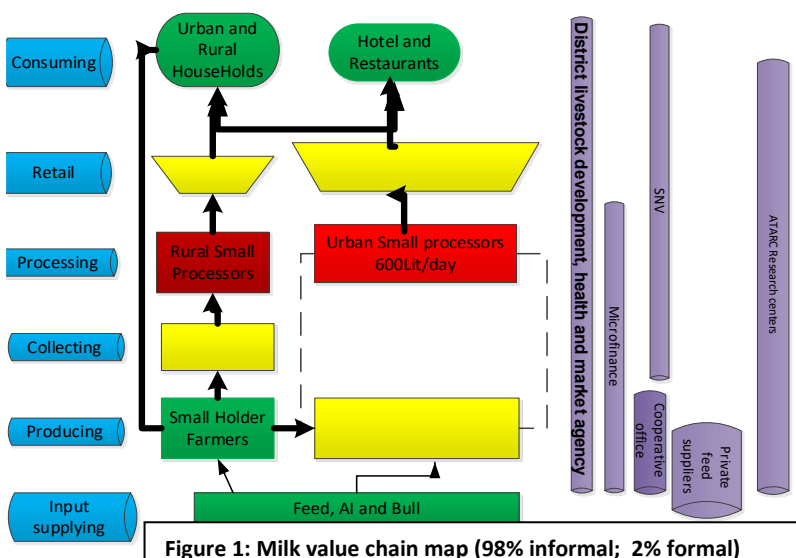 Consuming
Retail
Processing
Collecting
Producing
Input
supplying
Urban and
Rural
HouseHolds
Hotel and
Restaurants
Rural Small
Processors
Urban Small processors
600Lit/day
Small Holder
Farmers
Feed, AI and Bull
District livestock development, health and market agency
Microfinance
SNV
Cooperative
office
Private
feed
suppliers
ATARC Research centers
Figure 1: Milk value chain map (98% informal; 2% formal)